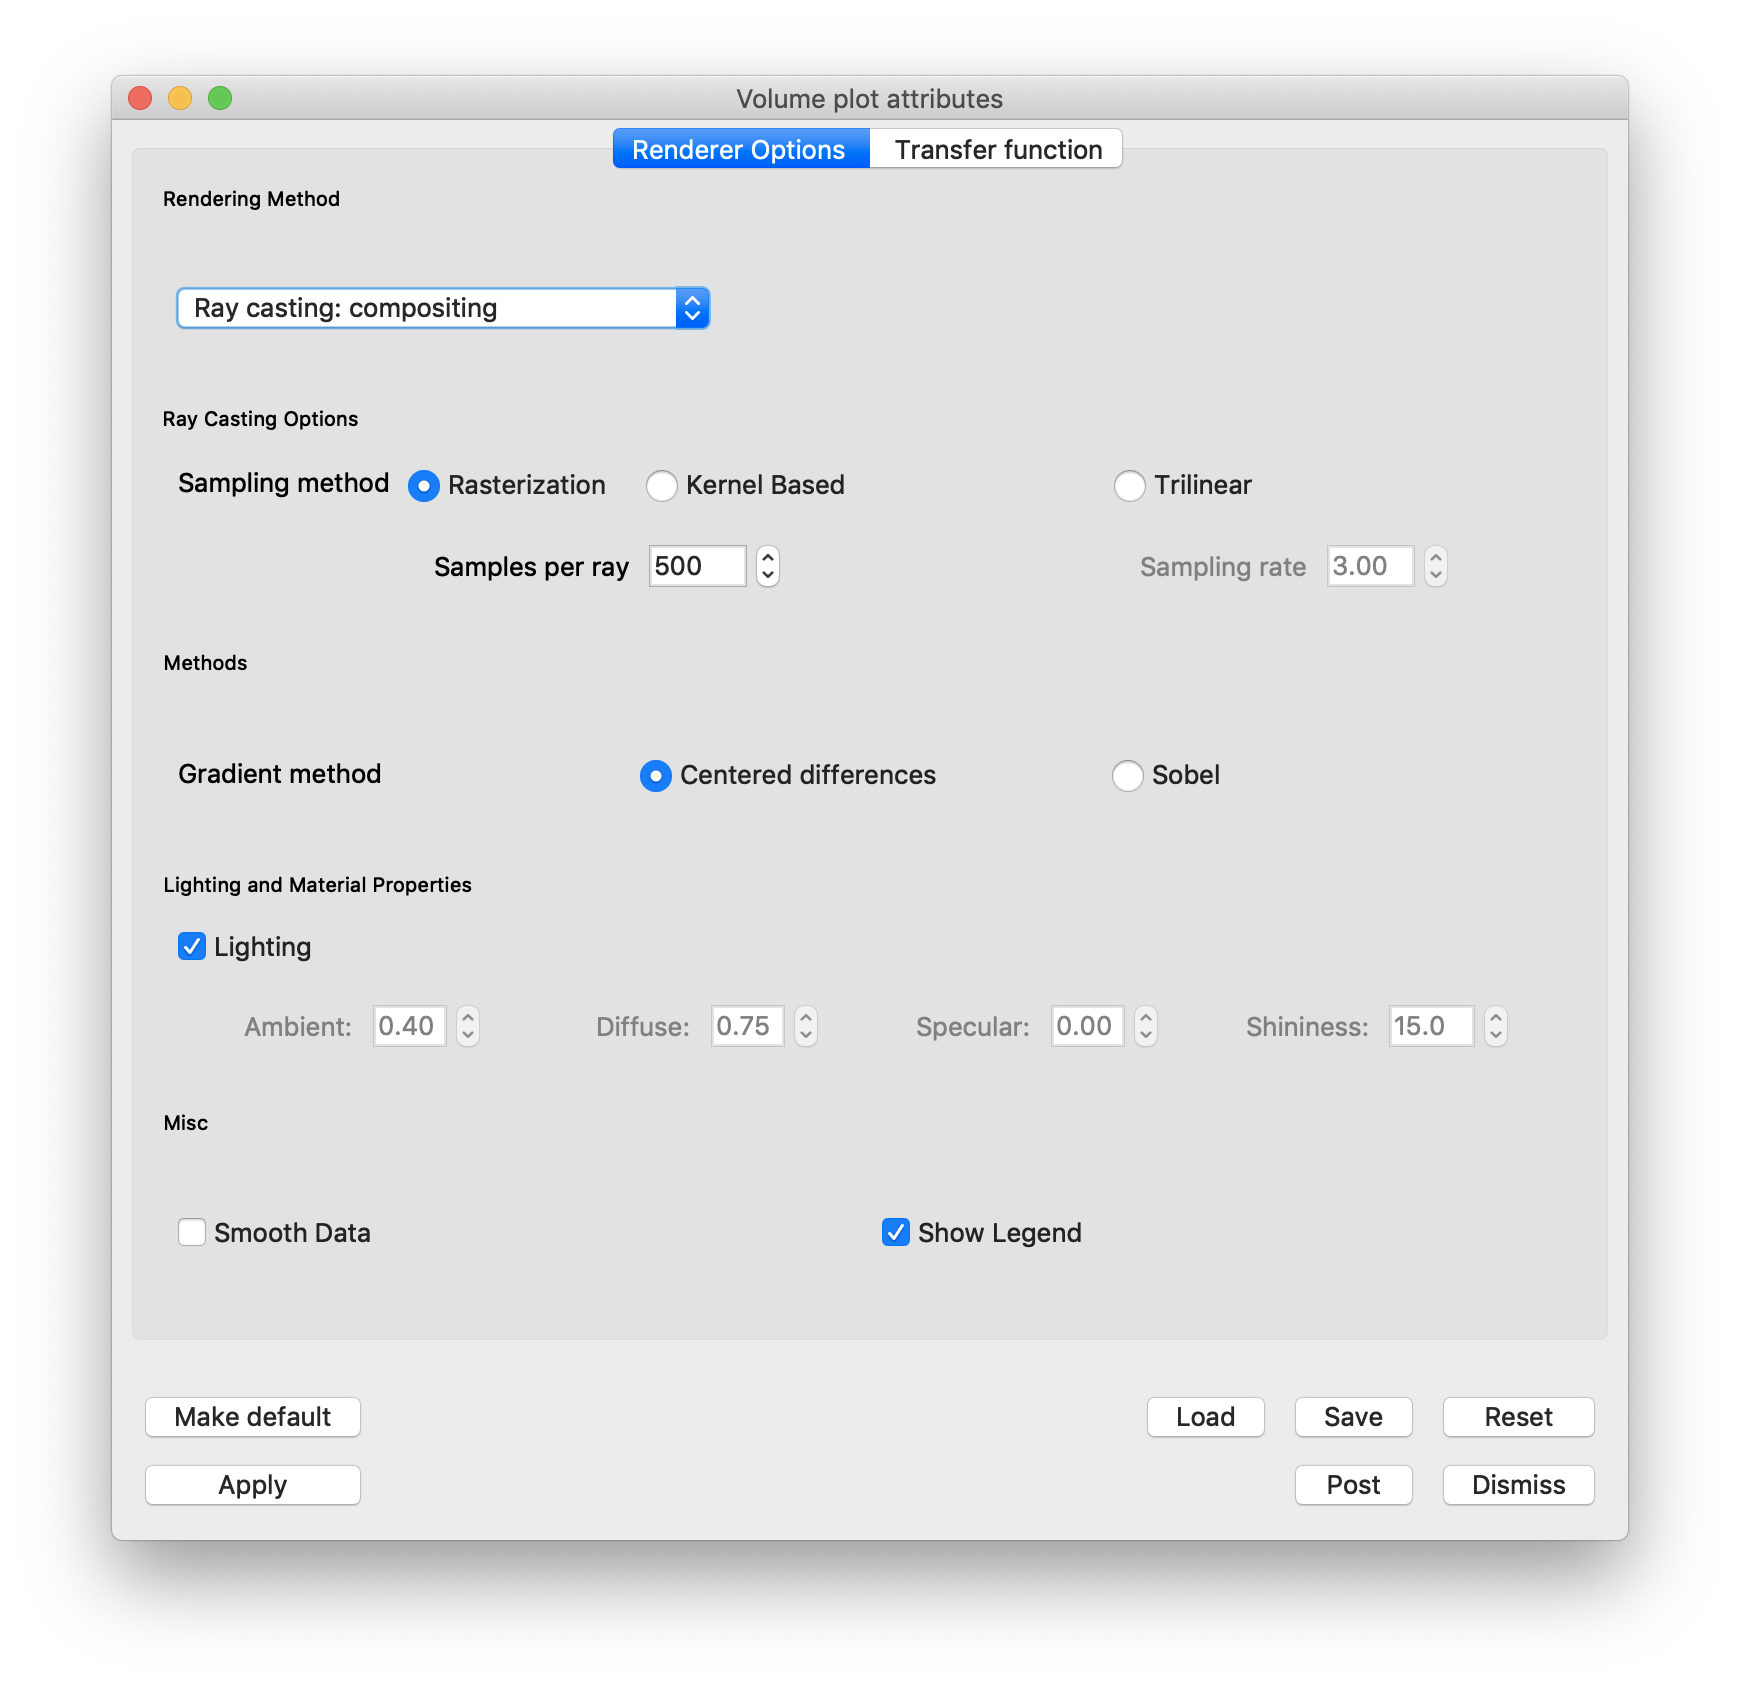 Volume plot attributes
Renderer Options Transfer function
Rendering Method
Ray casting: compositing
Ray Casting Options
Sampling method Rasterization Kernel Based Trilinear
Samples per ray 500 Sampling rate 3.00
Methods
Gradient method Centered differences Sobel
Lighting and Material Properties
Lighting
Ambient: 0.40 Diffuse: 0.75 Specular: 0.00 Shininess: 15.0
Misc
Smooth Data Show Legend
Make default Load Save Reset
Apply Post Dismiss